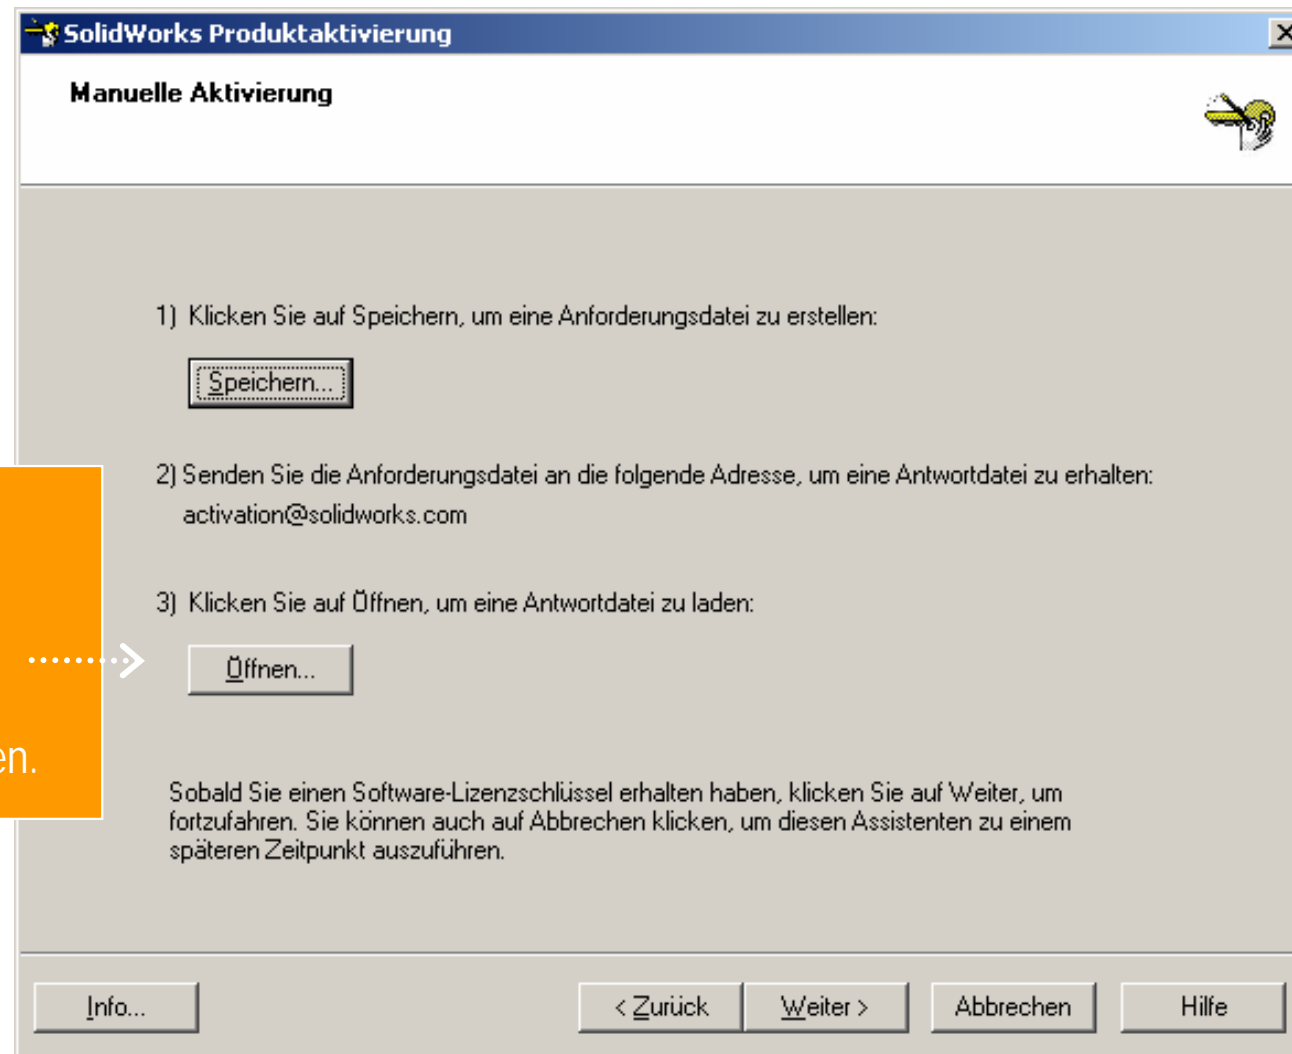 SolidWorks Produktaktivierung
Manuelle Aktivierung
1) Klicken Sie auf Speichern, um eine Anforderungsdatei zu erstellen:
Speichern...
2) Senden Sie die Anforderungsdatei an die folgende Adresse, um eine Antwortdatei zu erhalten:
activation@solidworks.com
3) Klicken Sie auf Öffnen, um eine Antwortdatei zu laden:
Öffnen...
en.
Sobald Sie einen Software-Lizenzschlüssel erhalten haben, klicken Sie auf Weiter, um
fortzufahren. Sie können auch auf Abbrechen klicken, um diesen Assistenten zu einem
späteren Zeitpunkt auszuführen.
Info... < Zurück Weiter > Abbrechen Hilfe